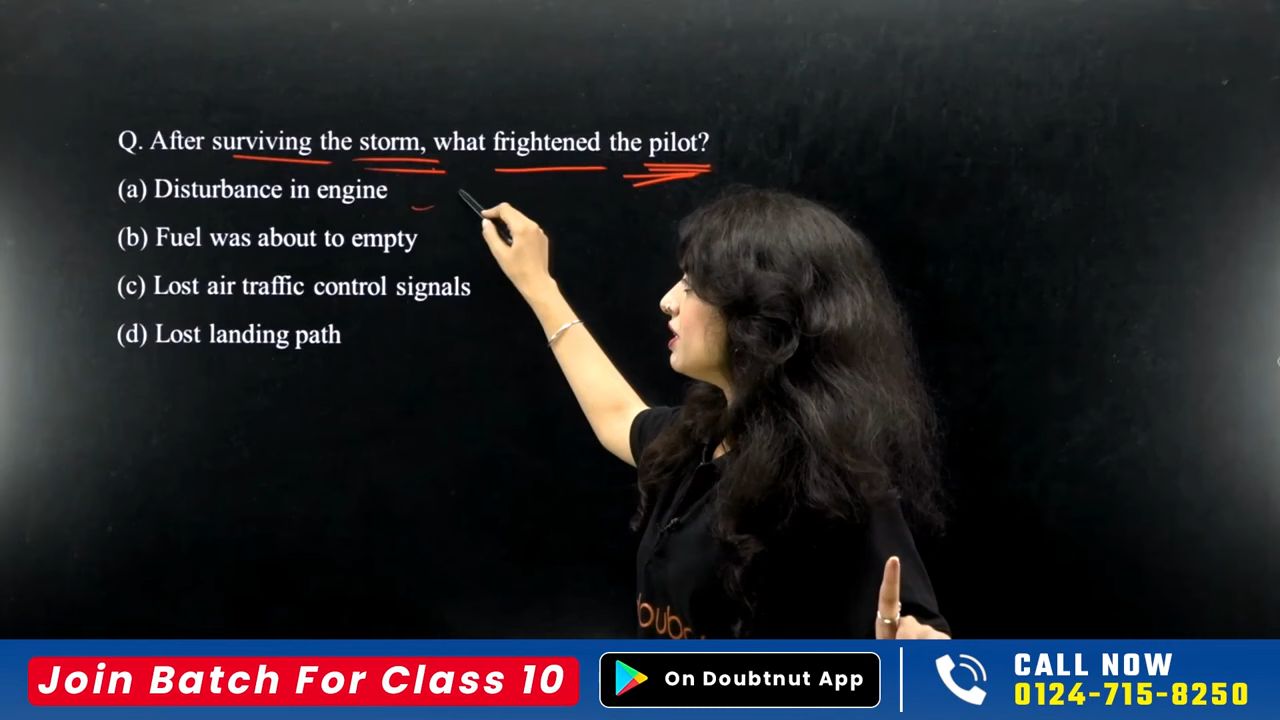 Q. After surviving the storm, what frightened the pilot?
(a) Disturbance in engine
(b) Fuel was about to empty
(c) Lost air traffic control signals
(d) Lost landing path
Join Batch For Class 10
On Doubtnut App
CALL NOW
0124-715-8250